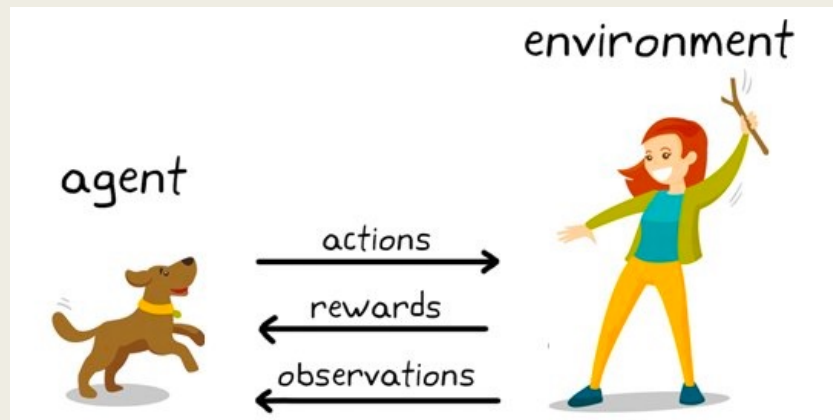 environment
agent
actions
rewards
observations